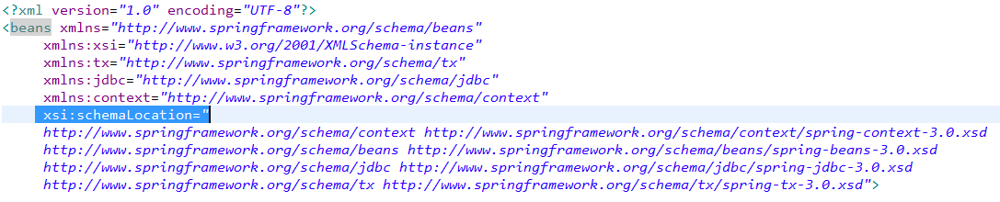 <?xml version="1.0" encoding="UTF-8"?>
<beans xmlns="http://www.springframework.org/schema/beans"
xmlns:xsi="http://www.w3.org/2001/XMLSchema-instance"
xmlns:tx="http://www.springframework.org/schema/tx"
xmlns:jdbc="http://www.springframework.org/schema/jdbc"
xmlns:context="http://www.springframework.org/schema/context"
xsi:schemaLocation="
http://www.springframework.org/schema/context http://www.springframework.org/schema/context/spring-context-3.0.xsd
http://www.springframework.org/schema/beans http://www.springframework.org/schema/beans/spring-beans-3.0.xsd
http://www.springframework.org/schema/jdbc http://www.springframework.org/schema/jdbc/spring-jdbc-3.0.xsd
http://www.springframework.org/schema/tx http://www.springframework.org/schema/tx/spring-tx-3.0.xsd">